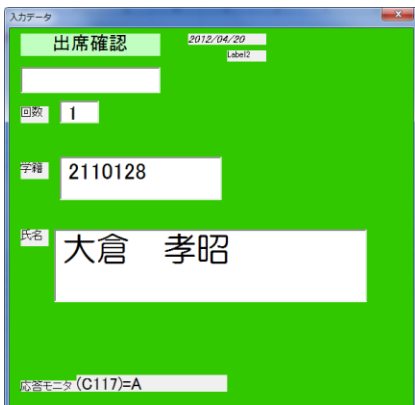 入力データ
出席確認 2012/04/20
Label2
回数 1
学籍 2110128
氏名 大倉 孝昭
応答モニタ (C117)=A